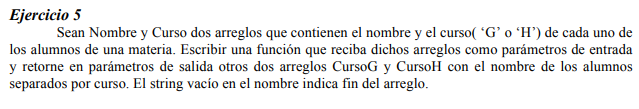 Ejercicio 5
Sean Nombre y Curso dos arreglos que contienen el nombre y el curso( ‘G’ o ‘H’) de cada uno de
los alumnos de una materia. Escribir una función que reciba dichos arreglos como parámetros de entrada
y retorne en parámetros de salida otros dos arreglos CursoG y CursoH con el nombre de los alumnos
separados por curso. El string vacío en el nombre indica fin del arreglo.